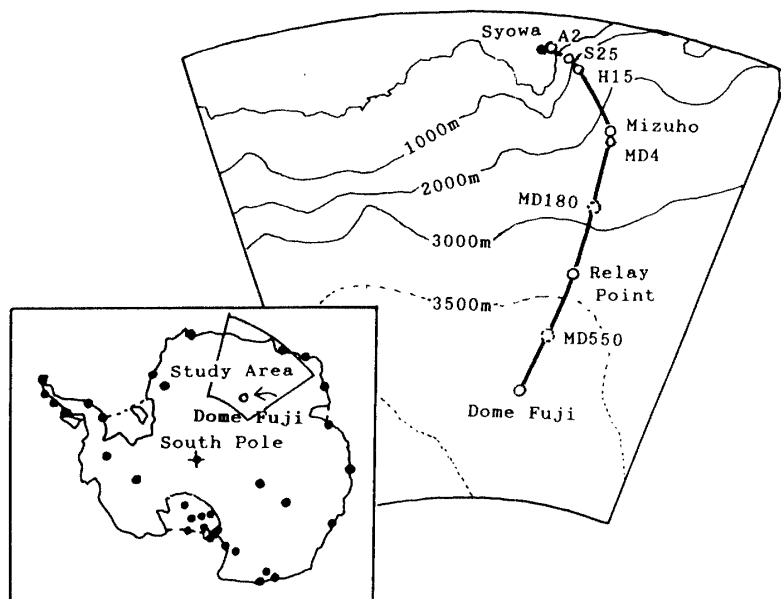 Syowa
A2
S25
H15
Mizuho
MD4
1000m
2000m
MD180
3000m
Relay
Point
3500m
MD550
Dome Fuji
Study Area
Dome Fuji
South Pole